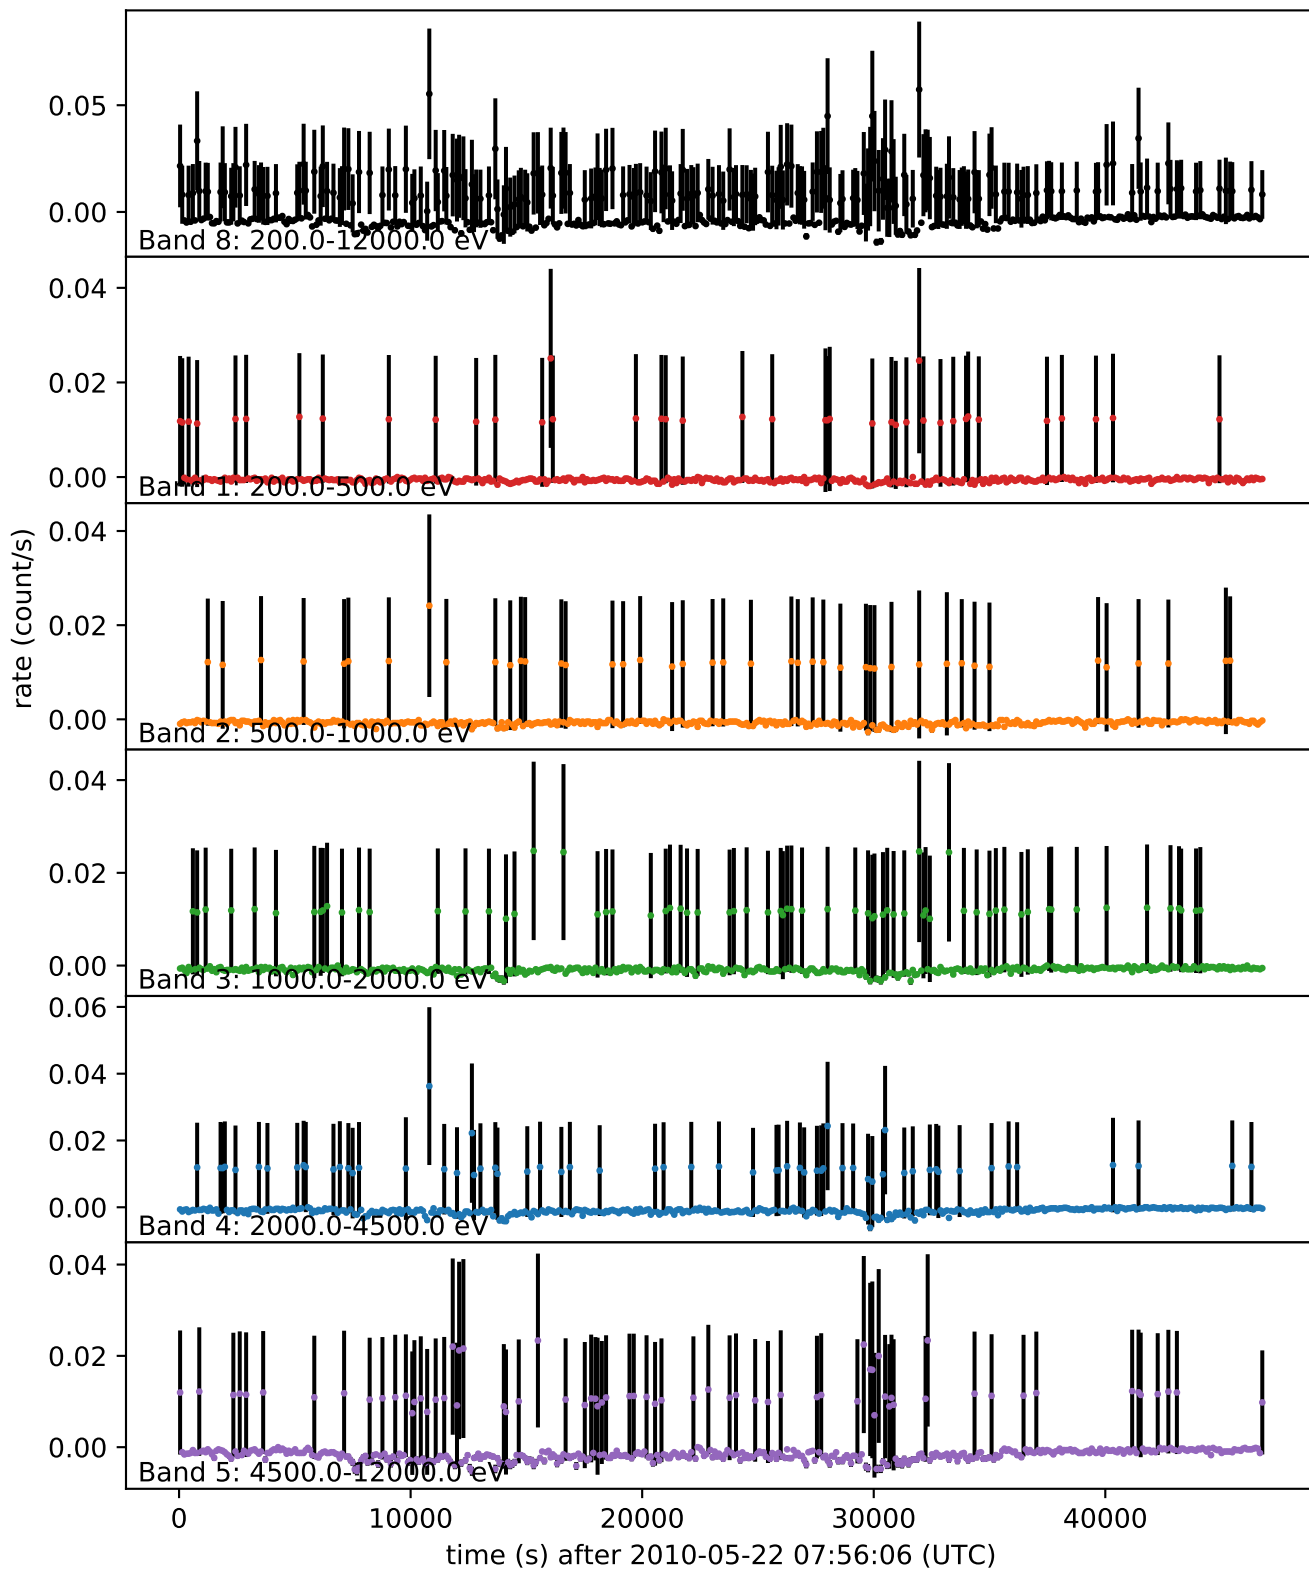 0.05
0.00
Band 8: 200.0-12000.0 eV
0.04
0.02
0.00
Band 1: 200.0-500.0 eV
rate (count/s)
0.04
0.02
0.00
Band 2: 500.0-1000.0 eV
0.04
0.02
0.00
Band 3: 1000.0-2000.0 eV
0.06
0.04
0.02
0.00
Band 4: 2000.0-4500.0 eV
0.04
0.02
0.00
Band 5: 4500.0-12000.0 eV
0 10000 20000 30000 40000
time (s) after 2010-05-22 07:56:06 (UTC)